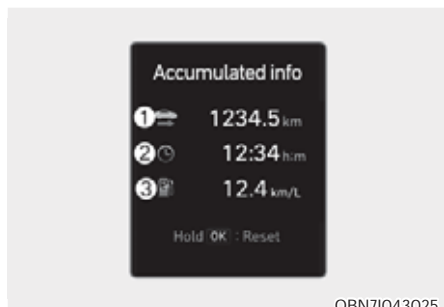 Accumulated info
1 1234.5 km
2 12:34 h:m
3 12.4 km/L
Hold OK : Reset
OBN7I043025